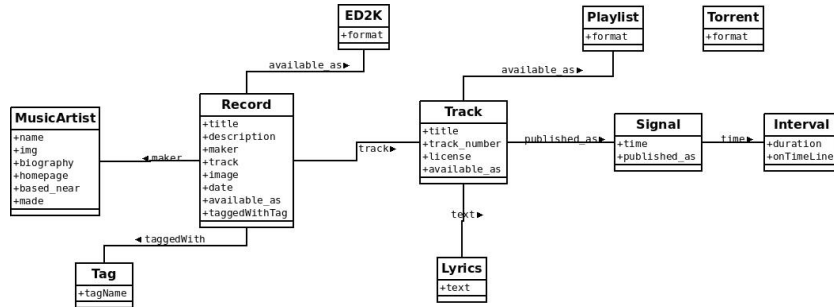 ED2K
+format
Playlist
+format
Torrent
+format
available_as►
available_as►
MusicArtist
+name
+img
+biography
+homepage
+based_near
+made
◄ maker
Record
+title
+description
+maker
+track
+image
+date
+available_as
+taggedWithTag
track►
Track
+title
+track_number
+license
+available_as
published_as►
Signal
+time
+published_as
time►
Interval
+duration
+onTimeLine
◄ taggedWith
text►
Tag
+tagName
Lyrics
+text